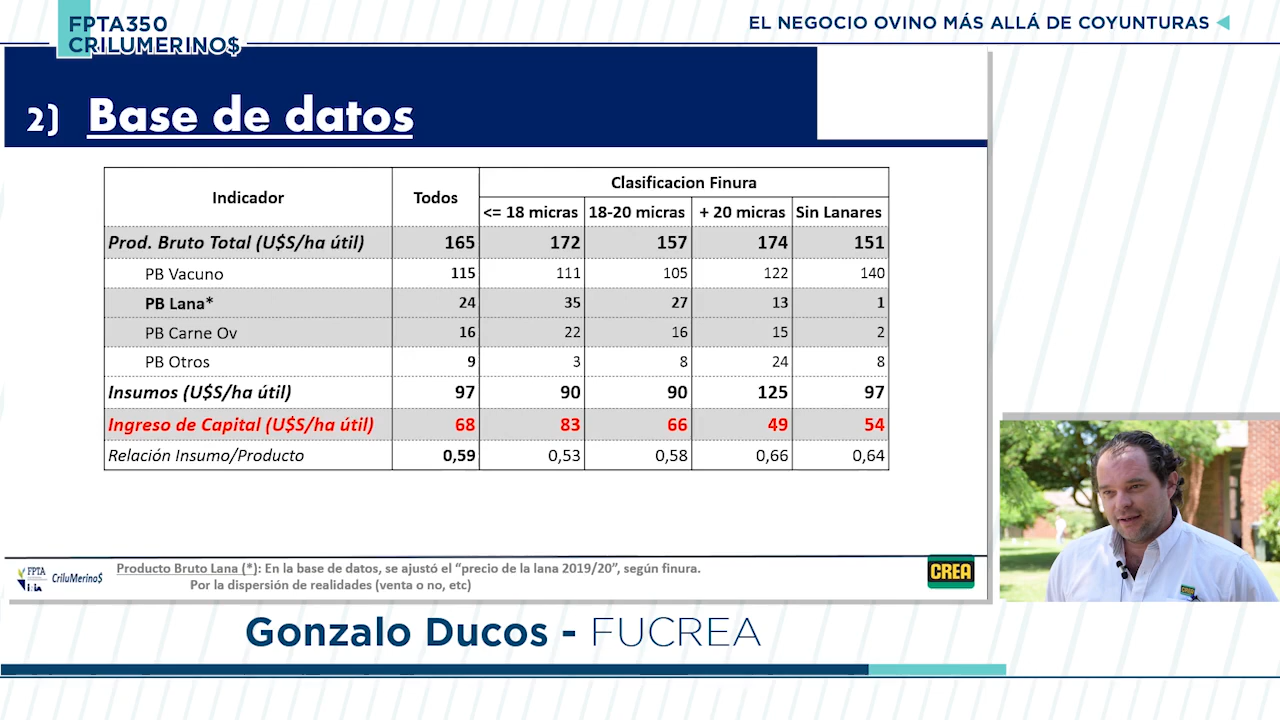 FPTA350
CRILUMERINO$
EL NEGOCIO OVINO MÁS ALLÁ DE COYUNTURAS
2) Base de datos
Indicador Todos Clasificacion Finura
<= 18 micras 18-20 micras + 20 micras Sin Lanares
Prod. Bruto Total (U$S/ha útil) 165 172 157 174 151
PB Vacuno 115 111 105 122 140
PB Lana* 24 35 27 13 1
PB Carne Ov 16 22 16 15 2
PB Otros 9 3 8 24 8
Insumos (U$S/ha útil) 97 90 90 125 97
Ingreso de Capital (U$S/ha útil) 68 83 66 49 54
Relación Insumo/Producto 0,59 0,53 0,58 0,66 0,64
FPTA
CriluMerino$
Producto Bruto Lana (*): En la base de datos, se ajustó el “precio de la lana 2019/20”, según finura.
Por la dispersión de realidades (venta o no, etc)
CREA
Gonzalo Ducos - FUCREA